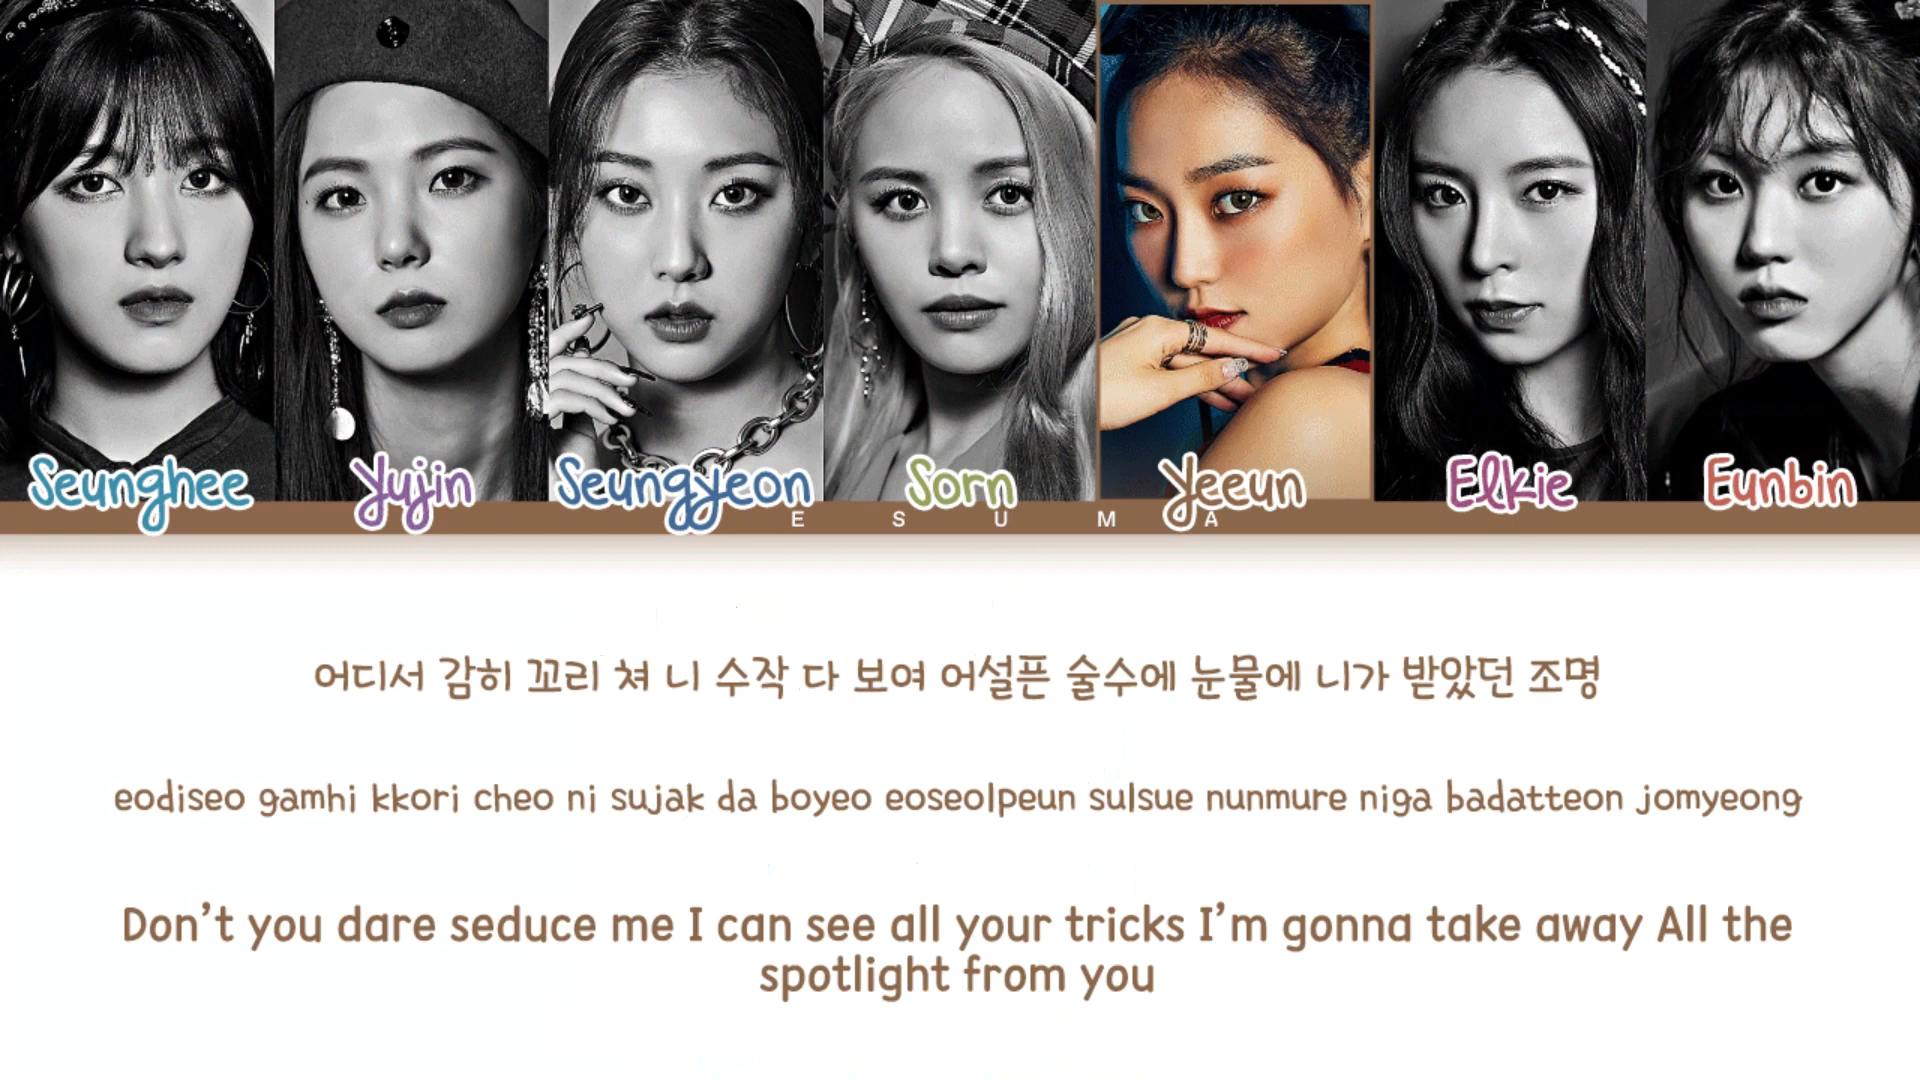 Seunghee Yujin Seungyeon Sorn Yeeun Elkie Eunbin
E S U M A
어디서 감히 꼬리 쳐 니 수작 다 보여 어설픈 술수에 눈물에 니가 받았던 조명
eodiseo gamhi kkori cheo ni sujak da boyeo eoseolpeun sulsue nunmure niga badatteon jomyeong
Don't you dare seduce me I can see all your tricks I'm gonna take away All the
spotlight from you